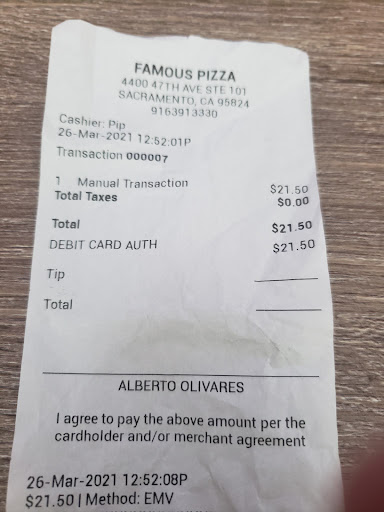 FAMOUS PIZZA
4400 47TH AVE STE 101
SACRAMENTO, CA 95824
9163913330
Cashier: Pip
26-Mar-2021 12:52:01P
Transaction 000007
1 Manual Transaction $21.50
Total Taxes $0.00
Total $21.50
DEBIT CARD AUTH $21.50
Tip
Total
ALBERTO OLIVARES
I agree to pay the above amount per the
cardholder and/or merchant agreement
26-Mar-2021 12:52:08P
$21.50 | Method: EMV